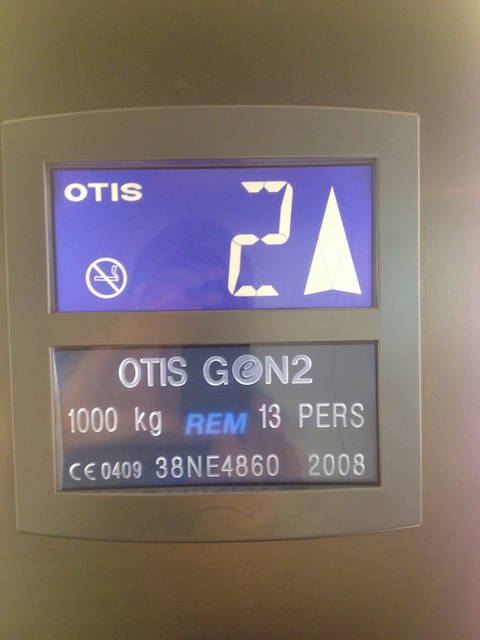 OTIS
2
OTIS GeN2
1000 kg REM 13 PERS
CE 0409 38NE4860 2008